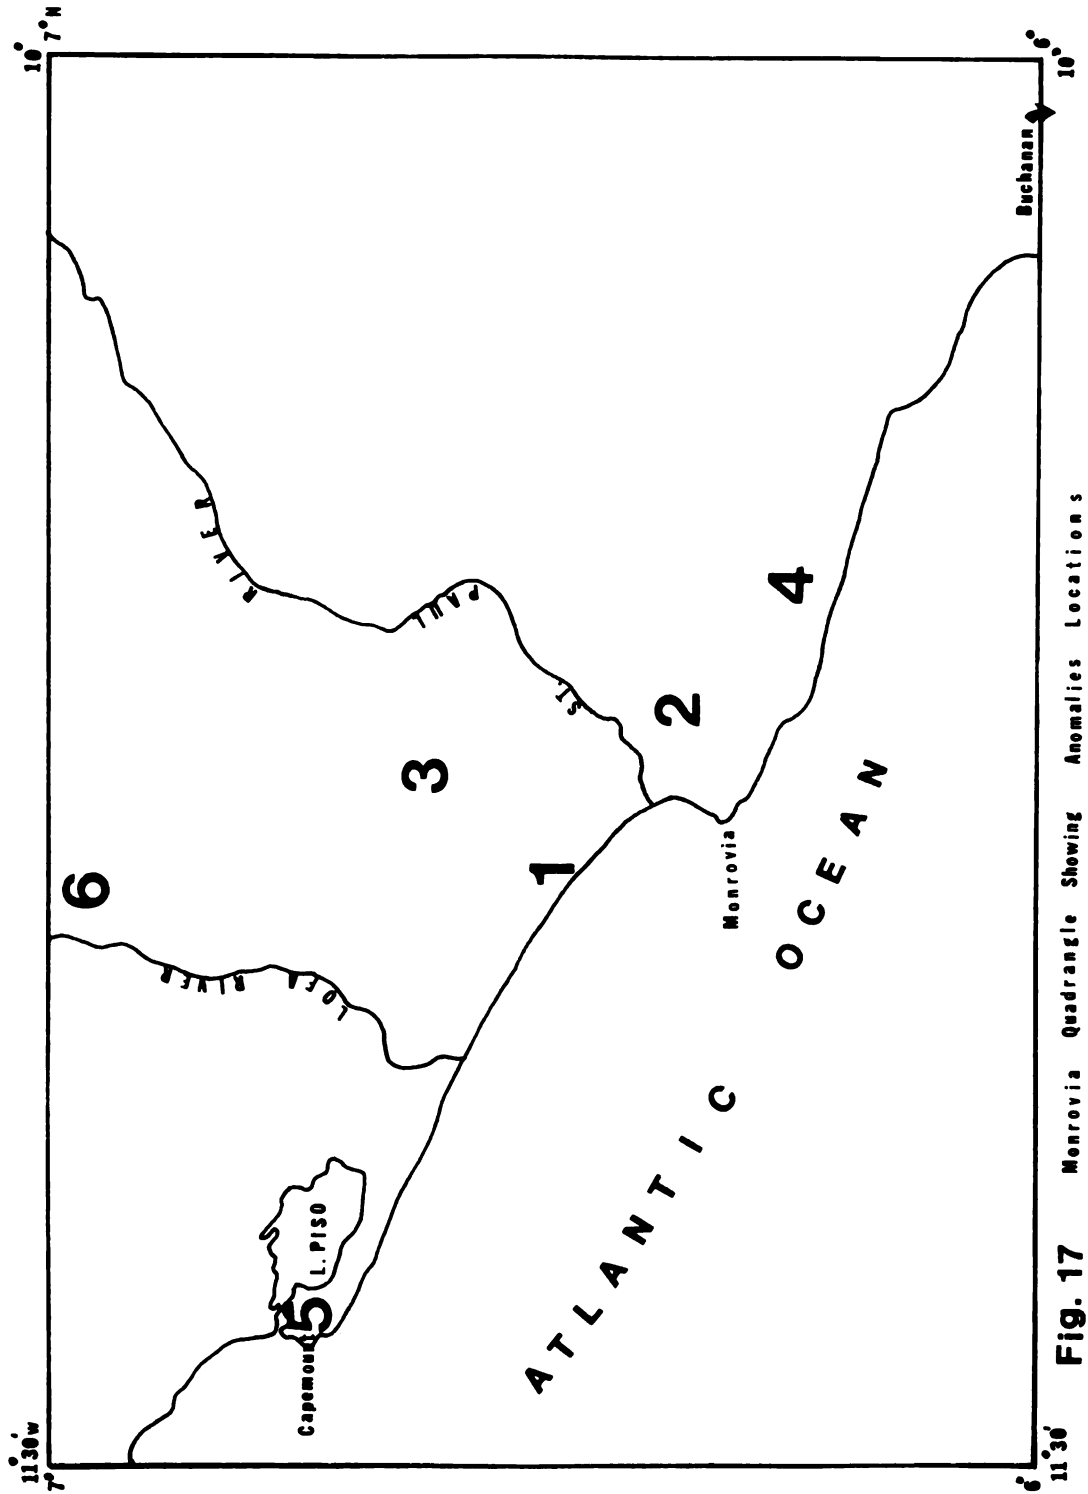 11°30'w
10°
7°
7°N
6
RIVER
LOFA RIVER
3
PAUL
ST.
L. PISO
5
Capemount
1
2
4
Monrovia
ATLANTIC OCEAN
Buchanan
6°
6°
11°30'
10°
Fig. 17 Monrovia Quadrangle Showing Anomalies Locations